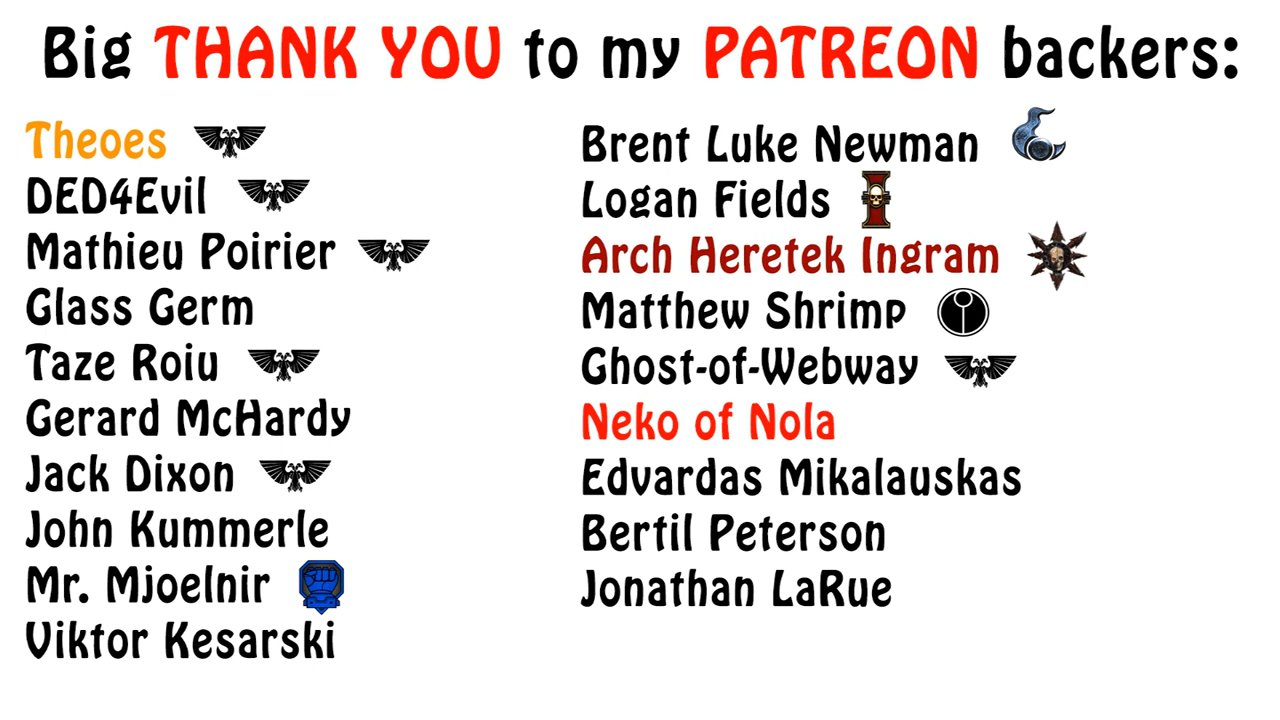 Big THANK YOU to my PATREON backers:
Theoes
DED4Evil
Mathieu Poirier
Glass Germ
Taze Roiu
Gerard McHardy
Jack Dixon
John Kummerle
Mr. Mjoelnir
Viktor Kesarski
Brent Luke Newman
Logan Fields
Arch Heretek Ingram
Matthew Shrimp
Ghost-of-Webway
Neko of Nola
Edvardas Mikalauskas
Bertil Peterson
Jonathan LaRue